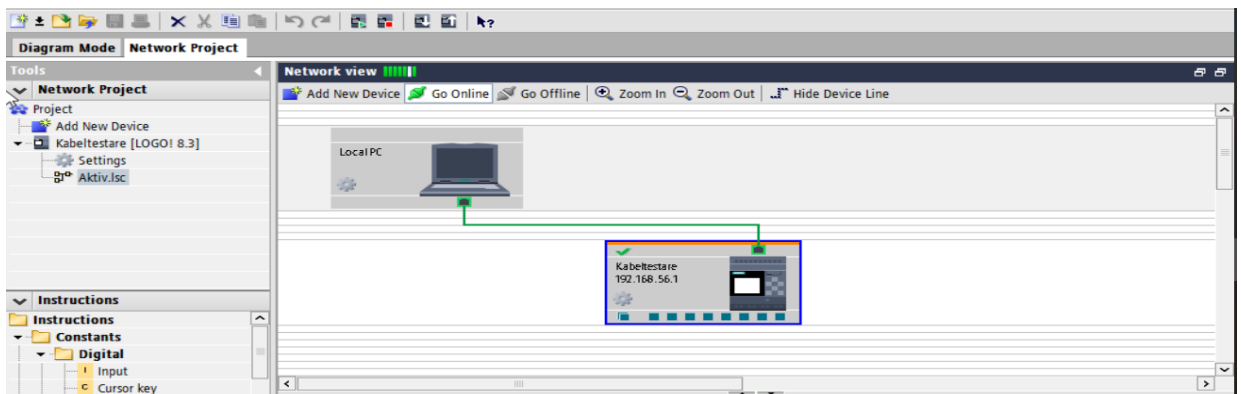 Diagram Mode Network Project
Tools
Network Project
Project
Add New Device
Kabeltestare [LOGO! 8.3]
Settings
Aktiv.lsc
Instructions
Instructions
Constants
Digital
I Input
C Cursor key
Network view
Add New Device Go Online Go Offline Zoom In Zoom Out Hide Device Line
Local PC
Kabeltestare
192.168.56.1